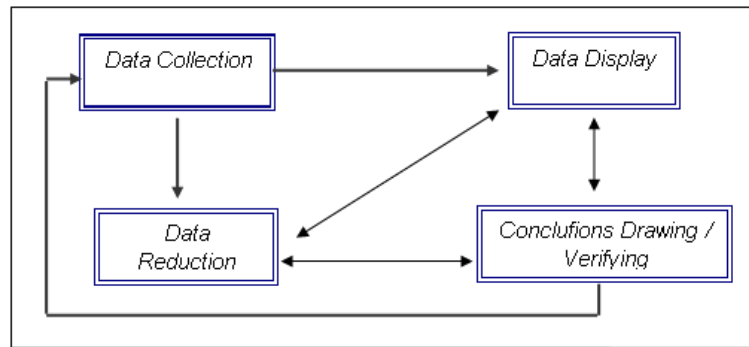 Data Collection
Data Display
Data
Reduction
Conclufions Drawing /
Verifying